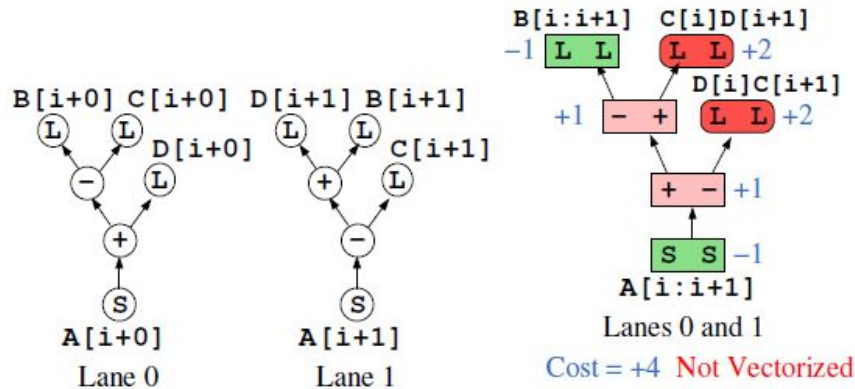 B[i:i+1] C[i]D[i+1]
−1 L L L L +2
B[i+0] C[i+0] D[i+1] B[i+1] D[i]C[i+1]
L L L L +1 − + L L +2
D[i+0] C[i+1]
− L + L
+ − + − +1
S S S S −1
A[i+0] A[i+1] A[i:i+1]
Lane 0 Lane 1 Lanes 0 and 1
Cost = +4 Not Vectorized